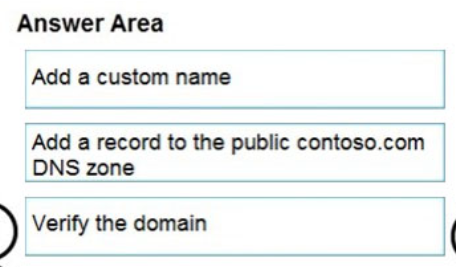 Answer Area
Add a custom name
Add a record to the public contoso.com
DNS zone
Verify the domain